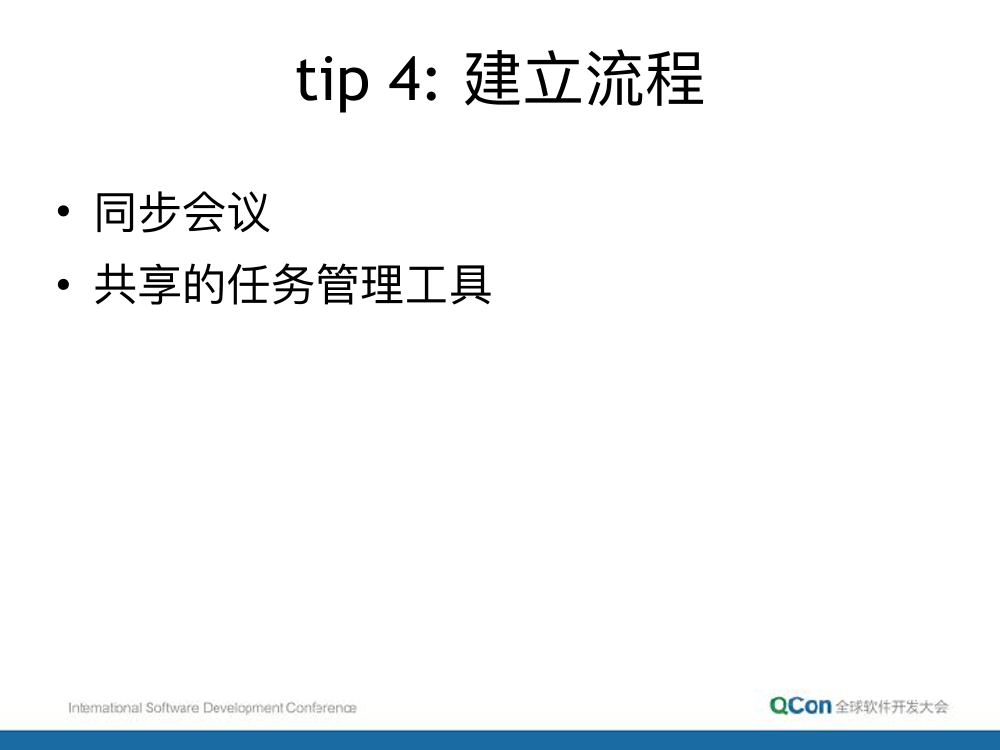 tip 4: 建立流程
• 同步会议
• 共享的任务管理工具
International Software Development Conference
QCon 全球软件开发大会